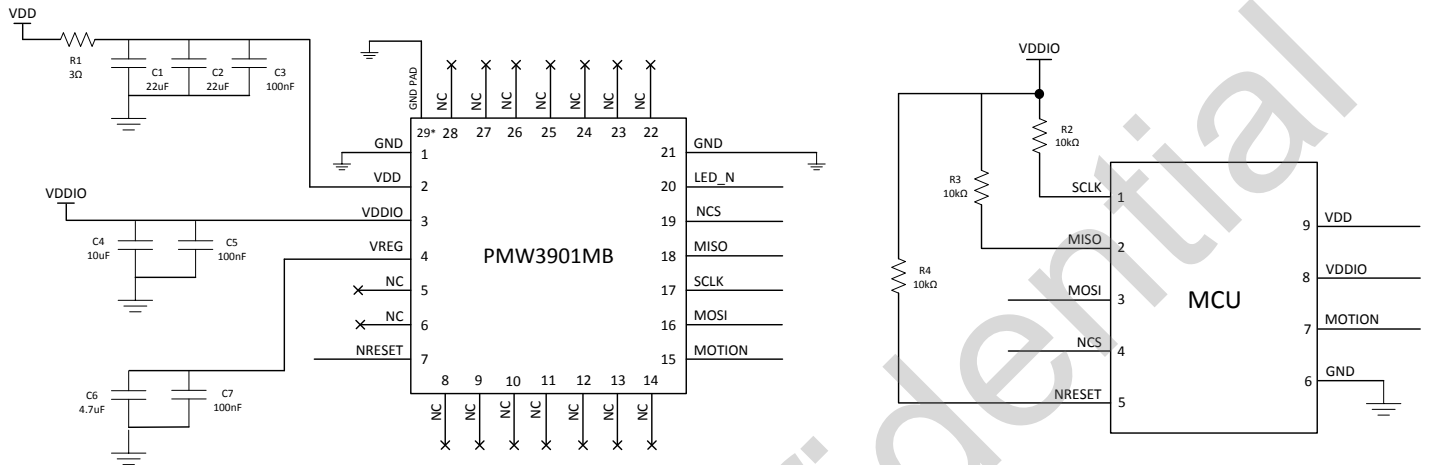 VDD
R1
3Ω
C1
22uF
C2
22uF
C3
100nF
VDDIO
C4
10uF
C5
100nF
C6
4.7uF
C7
100nF
GND PAD
NC
NC
NC
NC
NC
NC
NC
29*
28
27
26
25
24
23
22
GND
1
VDD
2
VDDIO
3
VREG
4
NC
5
NC
6
NRESET
7
PMW3901MB
21
GND
20
LED_N
19
NCS
18
MISO
17
SCLK
16
MOSI
15
MOTION
8
9
10
11
12
13
14
NC
NC
NC
NC
NC
NC
NC
VDDIO
R2
10kΩ
R3
10kΩ
R4
10kΩ
SCLK
1
MISO
2
MOSI
3
NCS
4
NRESET
5
MCU
9
VDD
8
VDDIO
7
MOTION
6
GND
fidential